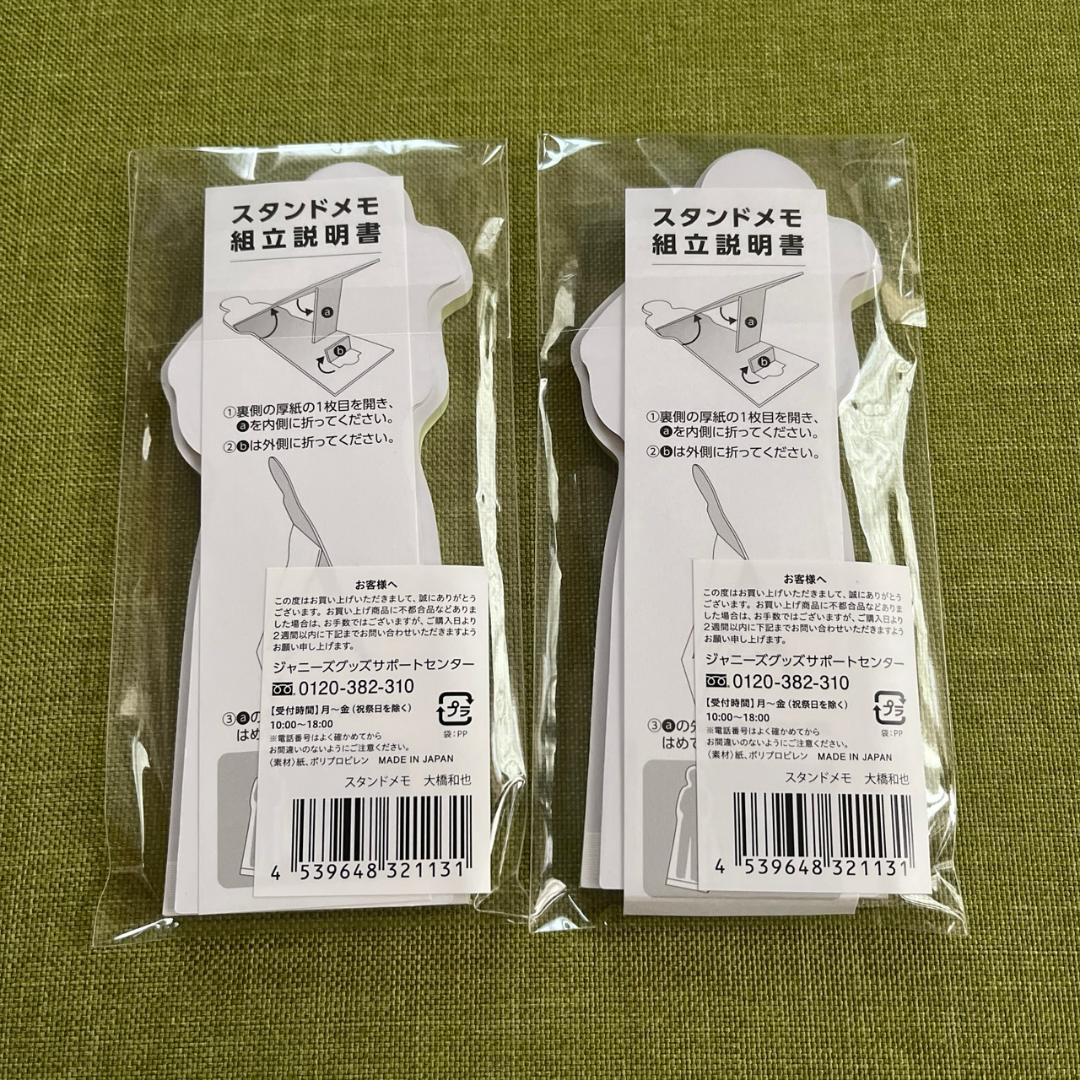 スタンドメモ
組立説明書
a
b
①裏側の厚紙の1枚目を開き、
ⓐを内側に折ってください。
②ⓑは外側に折ってください。
③ⓐの
はめ
お客様へ
この度はお買い上げいただきまして、誠にありがとう
ございます。お買い上げ商品に不都合品などありま
した場合は、お手数ではございますが、ご購入日より
2週間以内に下記までお問い合わせいただきますよう
お願い申し上げます。
ジャニーズグッズサポートセンター
0120-382-310
【受付時間】月～金(祝祭日を除く)
10:00～18:00
※電話番号はよく確かめてから
お間違いのないようにご注意ください。
〈素材〉紙、ポリプロピレン MADE IN JAPAN
プラ
袋:PP
スタンドメモ 大橋和也
4 539648 321131
スタンドメモ
組立説明書
a
b
①裏側の厚紙の1枚目を開き、
ⓐを内側に折ってください。
②ⓑは外側に折ってください。
③ⓐの
はめて
お客様へ
この度はお買い上げいただきまして、誠にありがとう
ございます。お買い上げ商品に不都合品などありま
した場合は、お手数ではございますが、ご購入日より
2週間以内に下記までお問い合わせいただきますよう
お願い申し上げます。
ジャニーズグッズサポートセンター
0120-382-310
【受付時間】月～金(祝祭日を除く)
10:00～18:00
※電話番号はよく確かめてから
お間違いのないようにご注意ください。
〈素材〉紙、ポリプロピレン MADE IN JAPAN
プラ
袋:PP
スタンドメモ 大橋和也
4 539648 321131